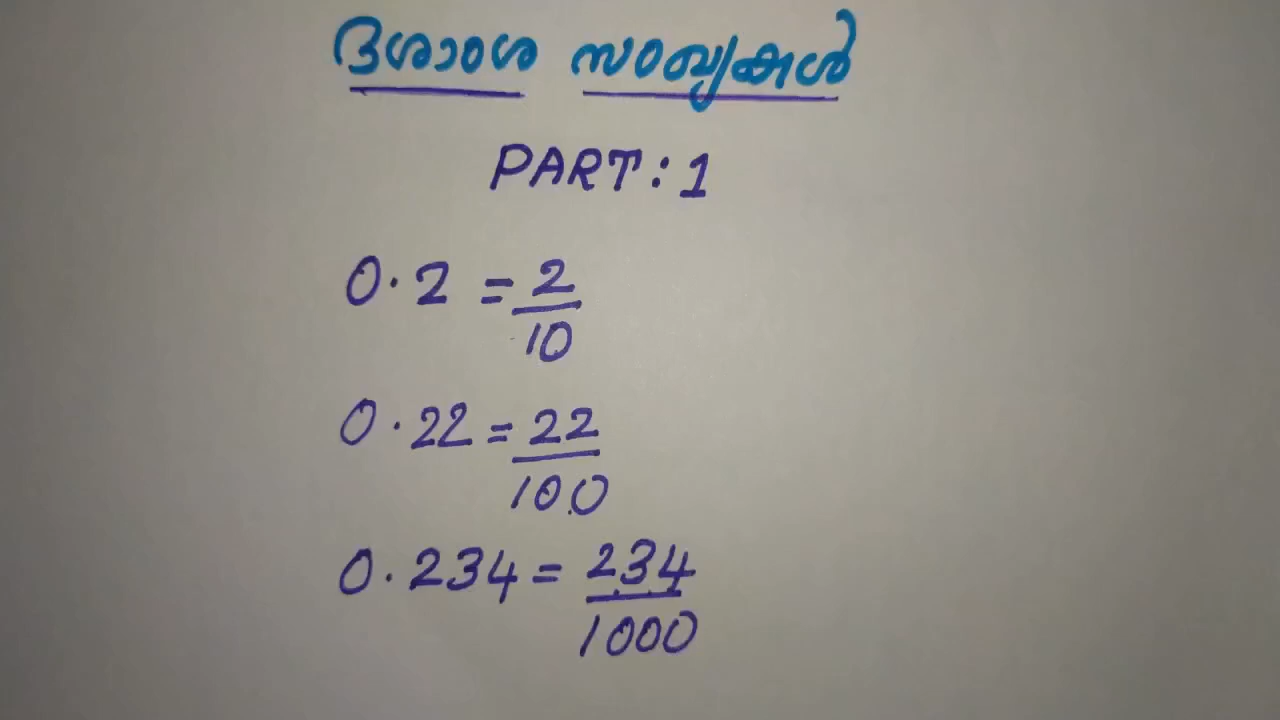 ദശാംശ സംഖ്യകൾ
PART: 1
0.2 = 2/10
0.22 = 22/100
0.234 = 234/1000